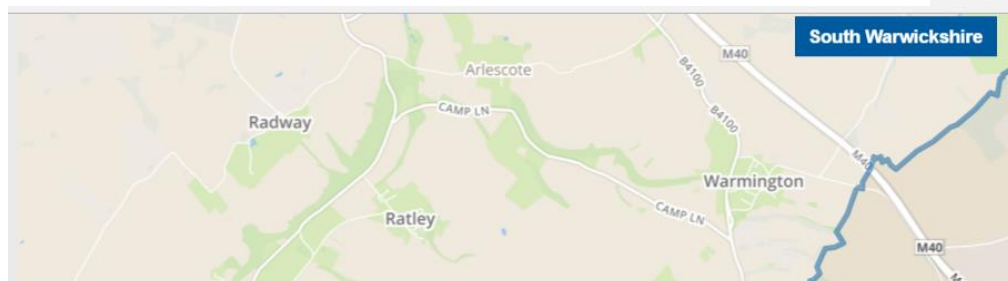 South Warwickshire
M40
Arlescote
B4100
CAMP LN
Radway
B4100
M40
Warmington
CAMP LN
Ratley
M40